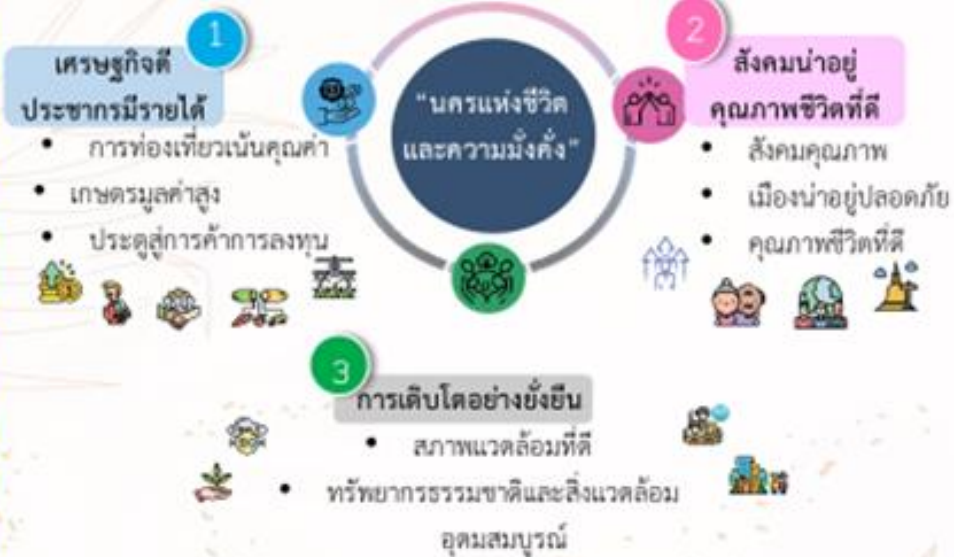 1
เศรษฐกิจดี
ประชากรมีรายได้
• การท่องเที่ยวเน้นคุณค่า
• เกษตรมูลค่าสูง
• ประตูสู่การค้าการลงทุน
“นครแห่งชีวิต
และความมั่งคั่ง”
2
สังคมน่าอยู่
คุณภาพชีวิตที่ดี
• สังคมคุณภาพ
• เมืองน่าอยู่ปลอดภัย
• คุณภาพชีวิตที่ดี
3
การเติบโตอย่างยั่งยืน
• สภาพแวดล้อมที่ดี
• ทรัพยากรธรรมชาติและสิ่งแวดล้อม
อุดมสมบูรณ์